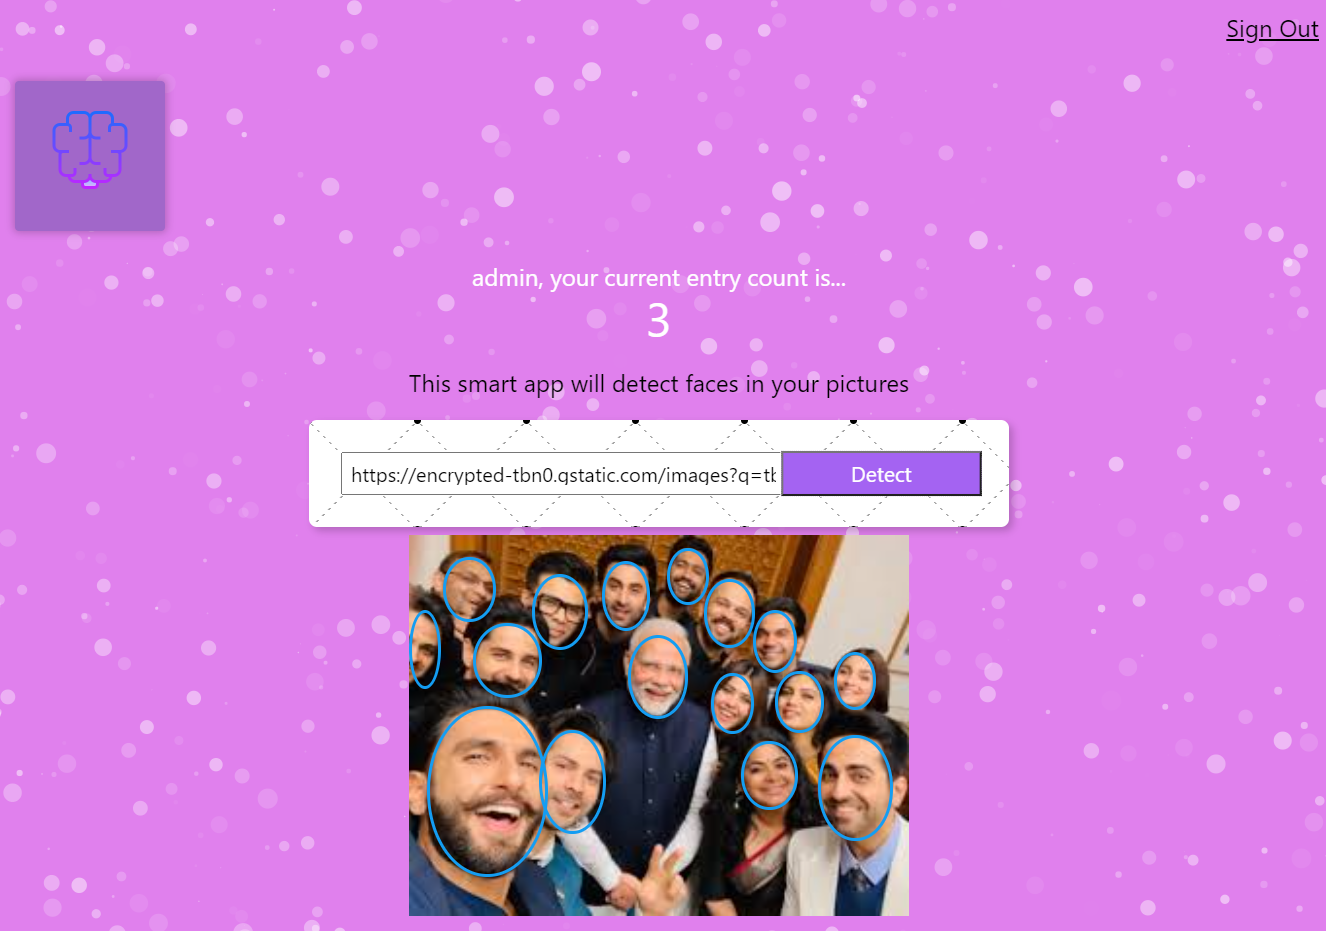 Sign Out
admin, your current entry count is...
3
This smart app will detect faces in your pictures
https://encrypted-tbn0.gstatic.com/images?q=tb
Detect